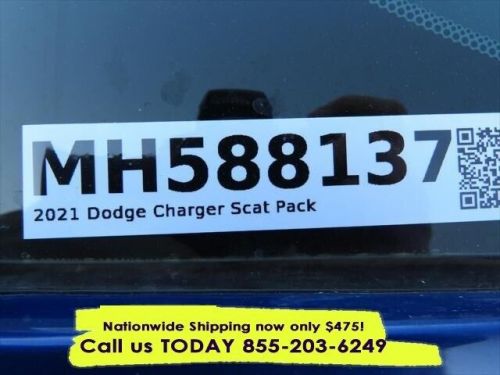 MH588137
2021 Dodge Charger Scat Pack
Nationwide Shipping now only $475!
Call us TODAY 855-203-6249